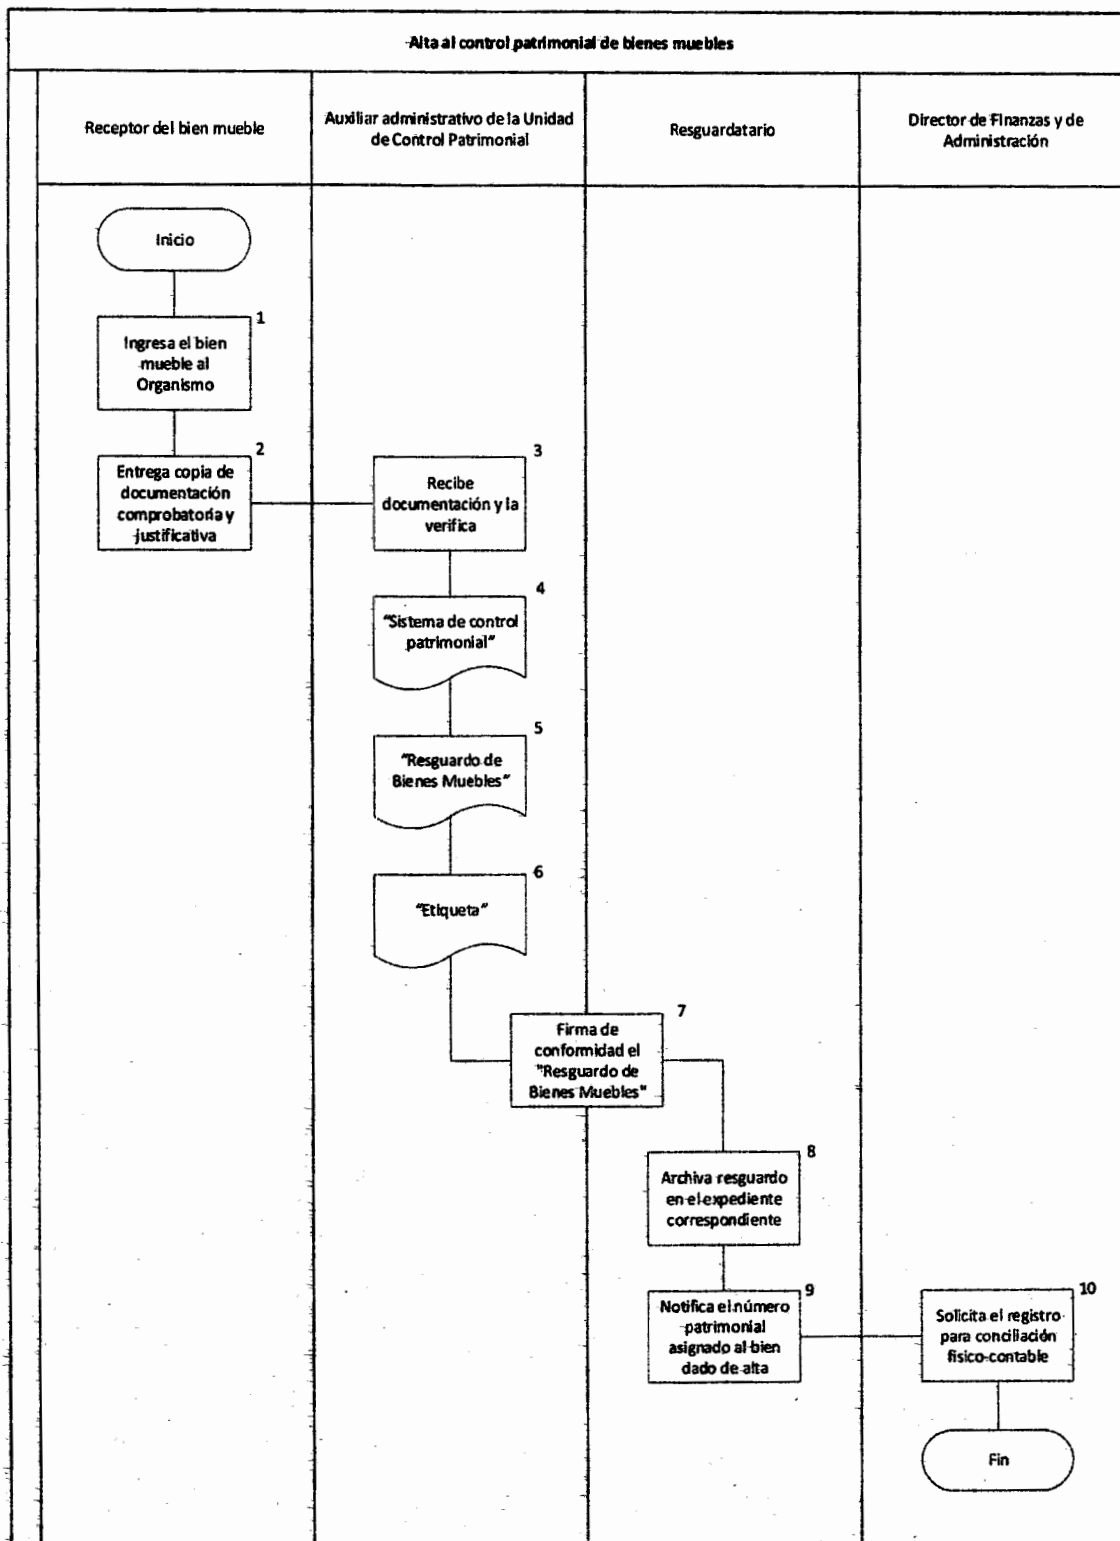 Alta al control patrimonial de bienes muebles
Receptor del bien mueble
Auxiliar administrativo de la Unidad
de Control Patrimonial
Resguardatario
Director de Finanzas y de
Administración
Inicio
1
Ingresa el bien
mueble al
Organismo
2
Entrega copia de
documentación
comprobatoria y
justificativa
3
Recibe
documentación y la
verifica
4
"Sistema de control
patrimonial"
5
"Resguardo de
Bienes Muebles"
6
"Etiqueta"
7
Firma de
conformidad el
"Resguardo de
Bienes Muebles"
8
Archiva resguardo
en el expediente
correspondiente
9
Notifica el número
patrimonial
asignado al bien
dado de alta
10
Solicita el registro
para conciliación
físico-contable
Fin